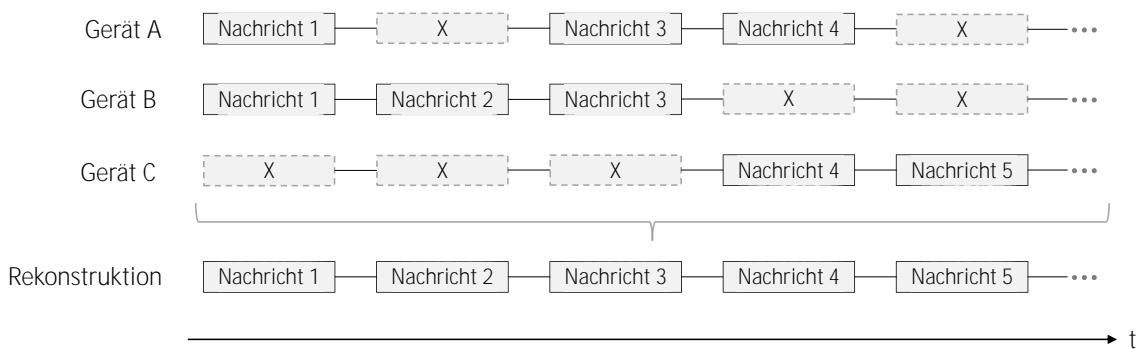 Gerät A Nachricht 1 X Nachricht 3 Nachricht 4 X ...
Gerät B Nachricht 1 Nachricht 2 Nachricht 3 X X ...
Gerät C X X X Nachricht 4 Nachricht 5 ...
Rekonstruktion Nachricht 1 Nachricht 2 Nachricht 3 Nachricht 4 Nachricht 5 ...
t